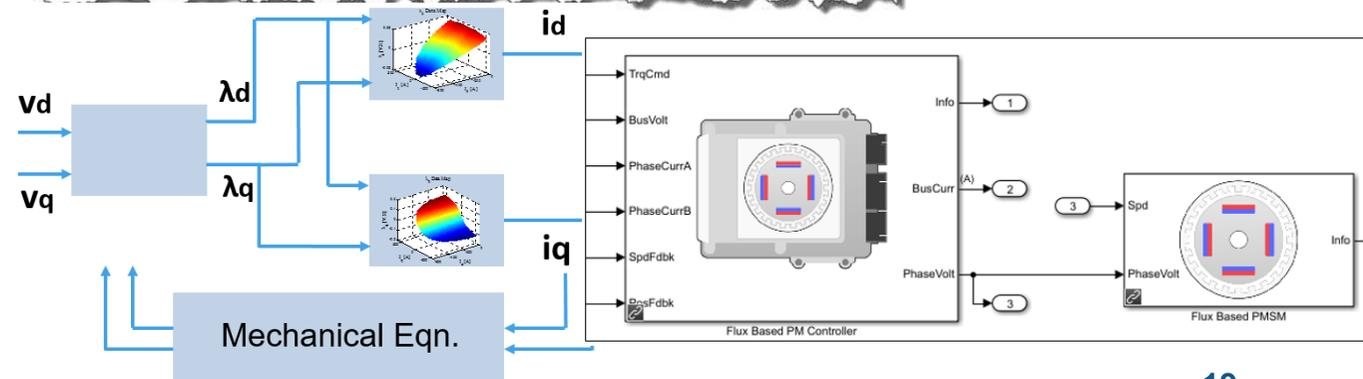 vd
vq
λd
λq
id
iq
Mechanical Eqn.
TrqCmd
BusVolt
PhaseCurrA
PhaseCurrB
SpdFdbk
PosFdbk
Info
BusCurr
(A)
PhaseVolt
1
2
3
Flux Based PM Controller
3
Spd
PhaseVolt
Info
Flux Based PMSM